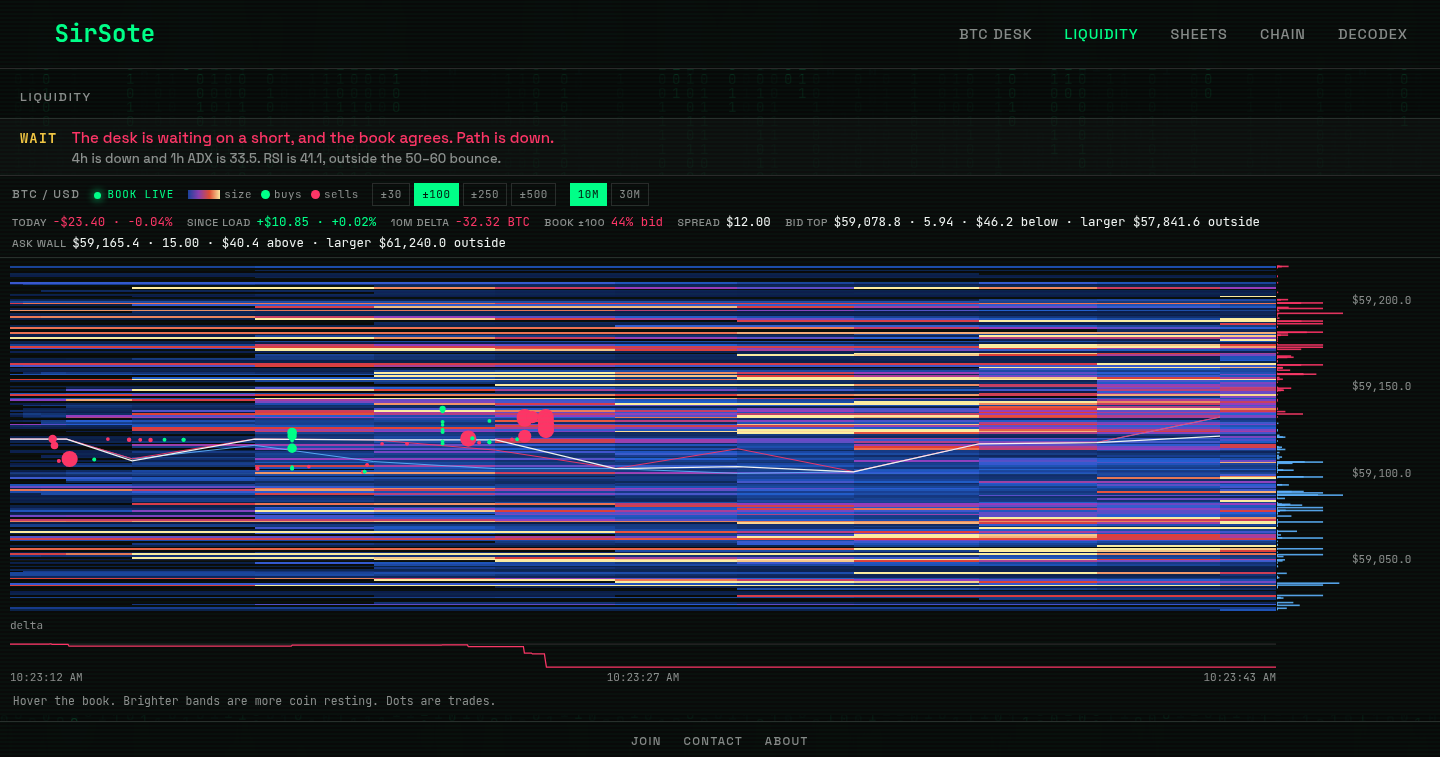 SirSote
BTC DESK LIQUIDITY SHEETS CHAIN DECODEX
LIQUIDITY
WAIT The desk is waiting on a short, and the book agrees. Path is down.
4h is down and 1h ADX is 33.5. RSI is 41.1, outside the 50–60 bounce.
BTC / USD BOOK LIVE size buys sells ±30 ±100 ±250 ±500 10M 30M
TODAY -$23.40 · -0.04% SINCE LOAD +$10.85 · +0.02% 10M DELTA -32.32 BTC BOOK ±100 44% bid SPREAD $12.00 BID TOP $59,078.8 · 5.94 · $46.2 below · larger $57,841.6 outside
ASK WALL $59,165.4 · 15.00 · $40.4 above · larger $61,240.0 outside
$59,200.0
$59,150.0
$59,100.0
$59,050.0
delta
10:23:12 AM 10:23:27 AM 10:23:43 AM
Hover the book. Brighter bands are more coin resting. Dots are trades.
JOIN CONTACT ABOUT